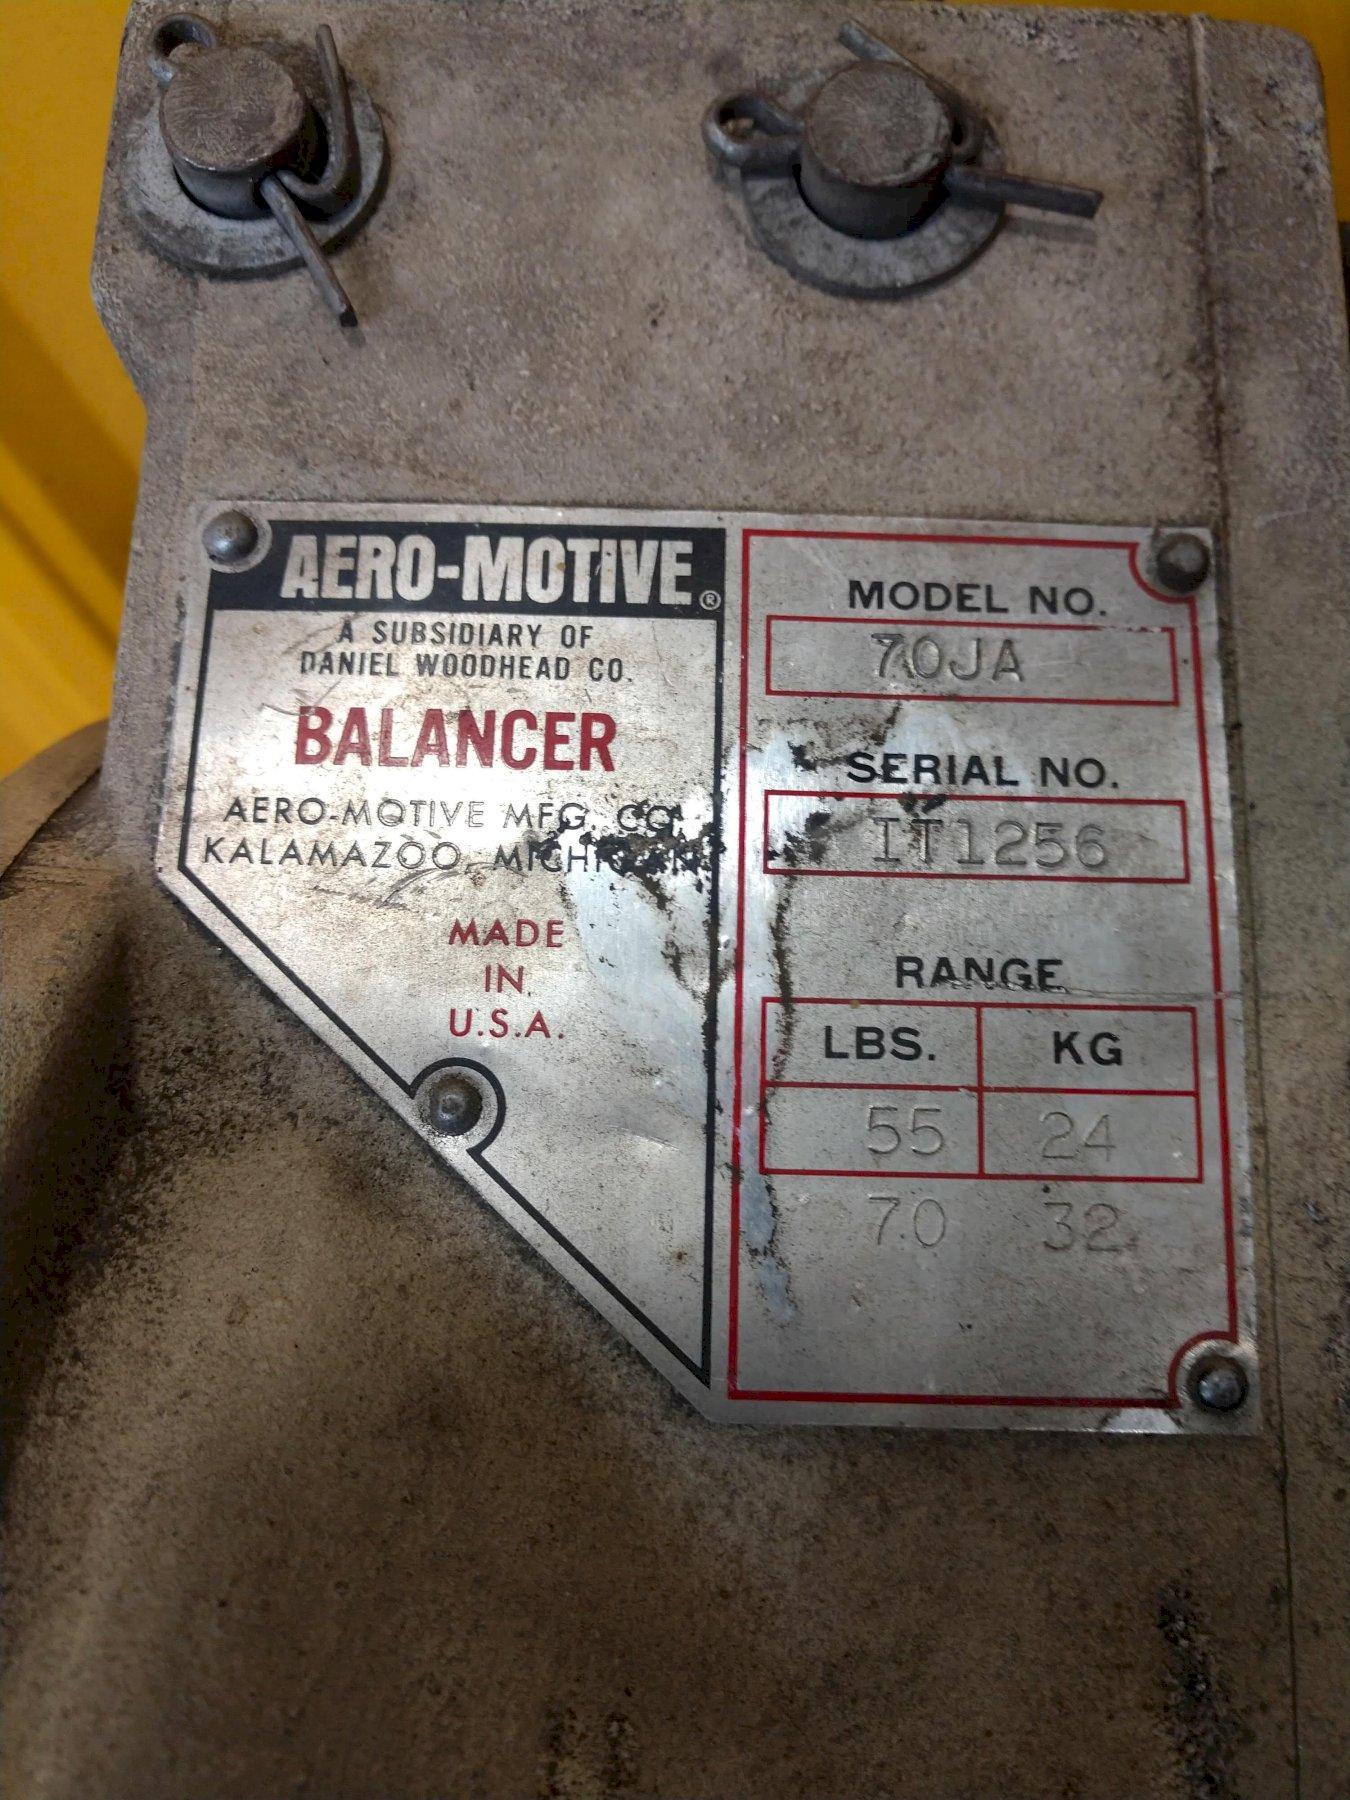 AERO-MOTIVE®
A SUBSIDIARY OF
DANIEL WOODHEAD CO.
BALANCER
AERO-MOTIVE MFG. CO.
KALAMAZOO, MICHIGAN
MADE
IN
U.S.A.
MODEL NO.
70JA
SERIAL NO.
IT1256
RANGE
LBS. KG
55 24
70 32